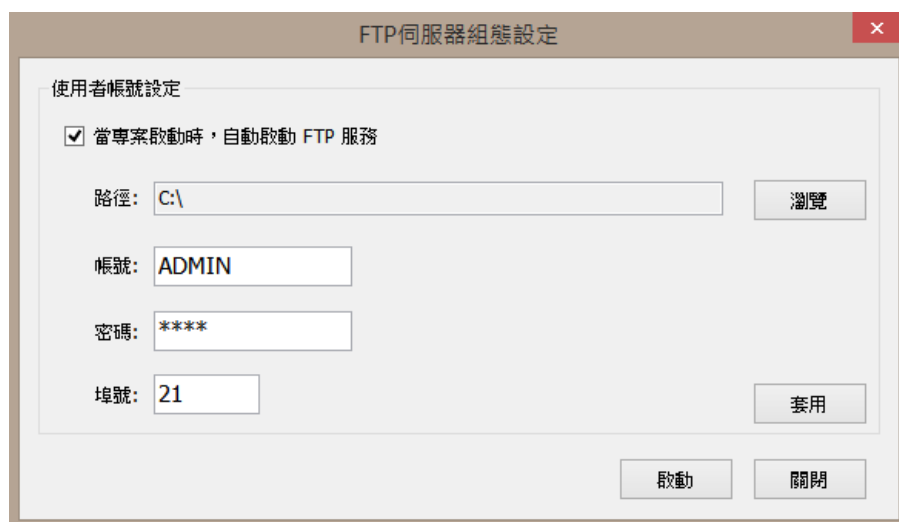 FTP伺服器組態設定
使用者帳號設定
當專案啟動時，自動啟動 FTP 服務
路徑: C:\ 瀏覽
帳號: ADMIN
密碼: ****
埠號: 21 套用
啟動 關閉